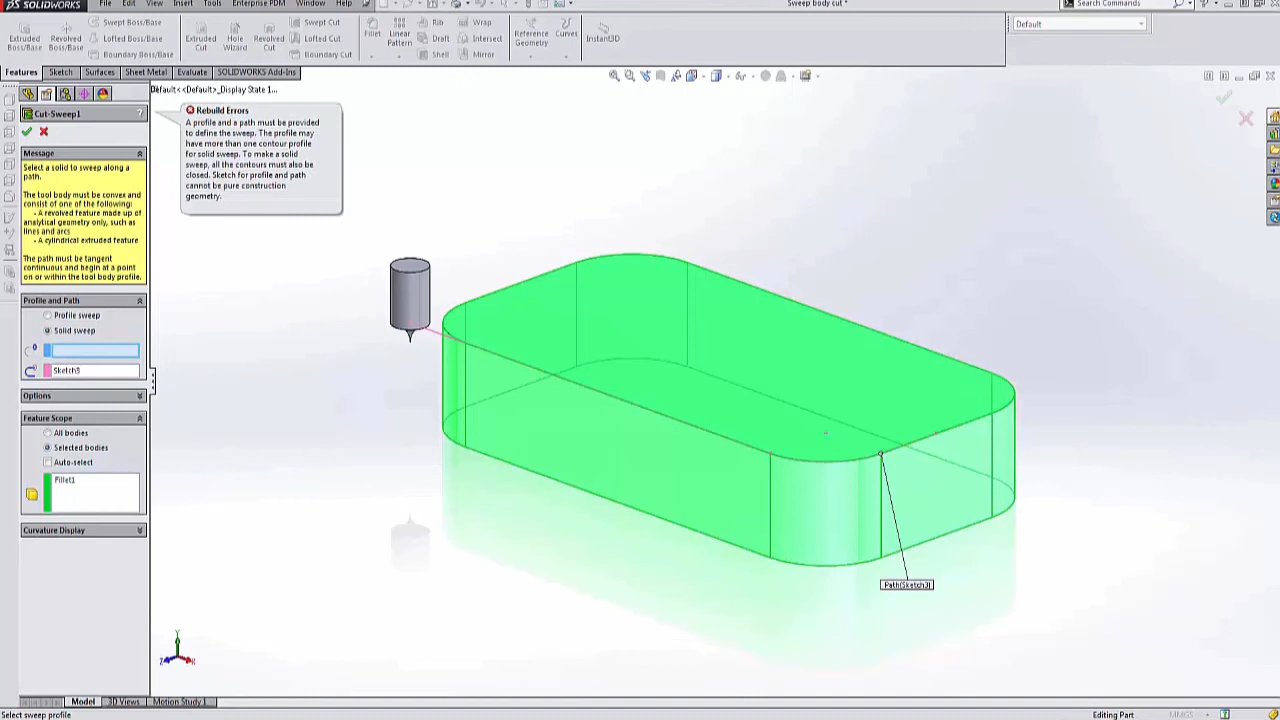 SOLIDWORKS
File Edit View Insert Tools Enterprise PDM Window Help
Sweep body cut *
Search Commands
Extruded Boss/Base
Revolved Boss/Base
Swept Boss/Base
Lofted Boss/Base
Boundary Boss/Base
Extruded Cut
Hole Wizard
Revolved Cut
Swept Cut
Lofted Cut
Boundary Cut
Fillet
Linear Pattern
Rib
Draft
Shell
Wrap
Intersect
Mirror
Reference Geometry
Curves
Instant3D
Default
Features Sketch Surfaces Sheet Metal Evaluate SOLIDWORKS Add-Ins
Default<<Default>_Display State 1...
Cut-Sweep1 ?
Message
Select a solid to sweep along a
path.
The tool body must be convex and
consist of one of the following:
- A revolved feature made up of
analytical geometry only, such as
lines and arcs
- A cylindrical extruded feature
The path must be tangent
continuous and begin at a point
on or within the tool body profile.
Profile and Path
Profile sweep
Solid sweep
Sketch3
Options
Feature Scope
All bodies
Selected bodies
Auto-select
Fillet1
Curvature Display
Rebuild Errors
A profile and a path must be provided
to define the sweep. The profile may
have more than one contour profile
for solid sweep. To make a solid
sweep, all the contours must also be
closed. Sketch for profile and path
cannot be pure construction
geometry.
Path(Sketch3)
Y
Z
X
Model 3D Views Motion Study 1
Select sweep profile
Editing Part
MMGS